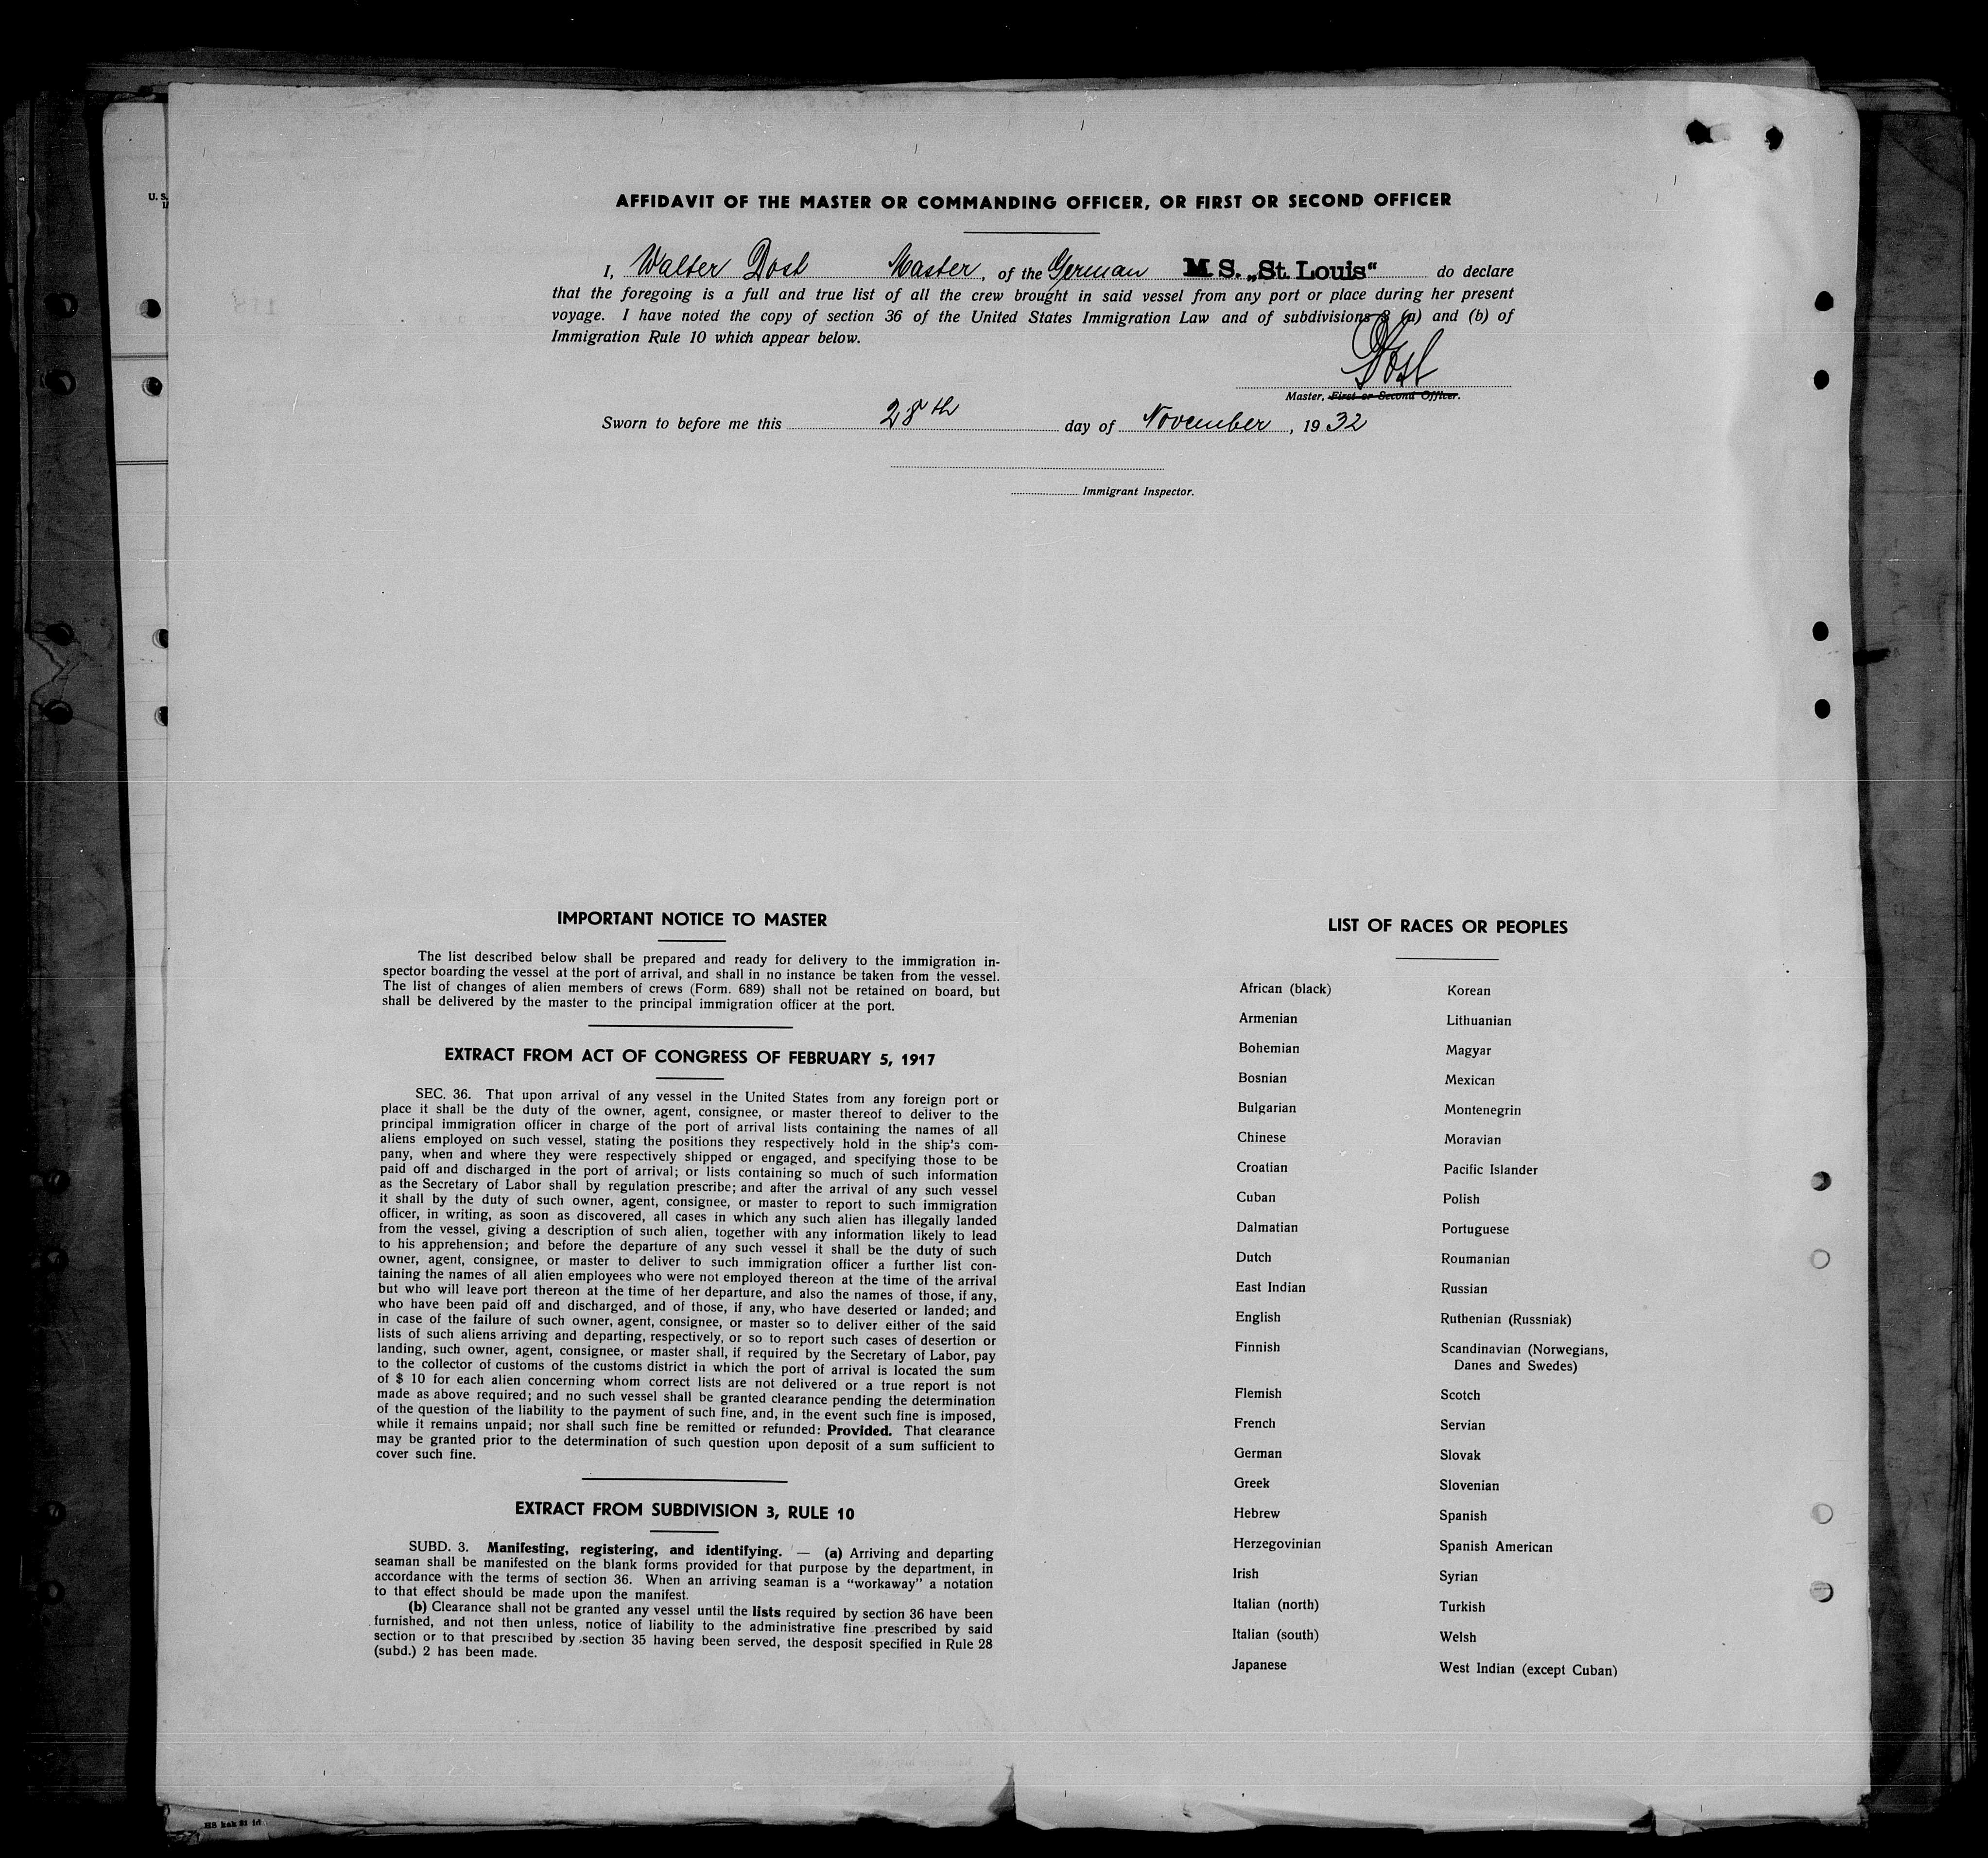 U. S.
AFFIDAVIT OF THE MASTER OR COMMANDING OFFICER, OR FIRST OR SECOND OFFICER
I, Walter Dost Master, of the German M. S. „St. Louis“ do declare
that the foregoing is a full and true list of all the crew brought in said vessel from any port or place during her present
voyage. I have noted the copy of section 36 of the United States Immigration Law and of subdivisions 3 (a) and (b) of
Immigration Rule 10 which appear below.
Dost
Master, First or Second Officer.
Sworn to before me this 28th day of November, 1932
Immigrant Inspector.
IMPORTANT NOTICE TO MASTER
The list described below shall be prepared and ready for delivery to the immigration in-
spector boarding the vessel at the port of arrival, and shall in no instance be taken from the vessel.
The list of changes of alien members of crews (Form. 689) shall not be retained on board, but
shall be delivered by the master to the principal immigration officer at the port.
EXTRACT FROM ACT OF CONGRESS OF FEBRUARY 5, 1917
SEC. 36. That upon arrival of any vessel in the United States from any foreign port or
place it shall be the duty of the owner, agent, consignee, or master thereof to deliver to the
principal immigration officer in charge of the port of arrival lists containing the names of all
aliens employed on such vessel, stating the positions they respectively hold in the ship's com-
pany, when and where they were respectively shipped or engaged, and specifying those to be
paid off and discharged in the port of arrival; or lists containing so much of such information
as the Secretary of Labor shall by regulation prescribe; and after the arrival of any such vessel
it shall by the duty of such owner, agent, consignee, or master to report to such immigration
officer, in writing, as soon as discovered, all cases in which any such alien has illegally landed
from the vessel, giving a description of such alien, together with any information likely to lead
to his apprehension; and before the departure of any such vessel it shall be the duty of such
owner, agent, consignee, or master to deliver to such immigration officer a further list con-
taining the names of all alien employees who were not employed thereon at the time of the arrival
but who will leave port thereon at the time of her departure, and also the names of those, if any,
who have been paid off and discharged, and of those, if any, who have deserted or landed; and
in case of the failure of such owner, agent, consignee, or master so to deliver either of the said
lists of such aliens arriving and departing, respectively, or so to report such cases of desertion or
landing, such owner, agent, consignee, or master shall, if required by the Secretary of Labor, pay
to the collector of customs of the customs district in which the port of arrival is located the sum
of $ 10 for each alien concerning whom correct lists are not delivered or a true report is not
made as above required; and no such vessel shall be granted clearance pending the determination
of the question of the liability to the payment of such fine, and, in the event such fine is imposed,
while it remains unpaid; nor shall such fine be remitted or refunded: Provided. That clearance
may be granted prior to the determination of such question upon deposit of a sum sufficient to
cover such fine.
EXTRACT FROM SUBDIVISION 3, RULE 10
SUBD. 3. Manifesting, registering, and identifying. — (a) Arriving and departing
seaman shall be manifested on the blank forms provided for that purpose by the department, in
accordance with the terms of section 36. When an arriving seaman is a “workaway” a notation
to that effect should be made upon the manifest.
(b) Clearance shall not be granted any vessel until the lists required by section 36 have been
furnished, and not then unless, notice of liability to the administrative fine prescribed by said
section or to that prescribed by section 35 having been served, the desposit specified in Rule 28
(subd.) 2 has been made.
LIST OF RACES OR PEOPLES
African (black)
Armenian
Bohemian
Bosnian
Bulgarian
Chinese
Croatian
Cuban
Dalmatian
Dutch
East Indian
English
Finnish
Flemish
French
German
Greek
Hebrew
Herzegovinian
Irish
Italian (north)
Italian (south)
Japanese
Korean
Lithuanian
Magyar
Mexican
Montenegrin
Moravian
Pacific Islander
Polish
Portuguese
Roumanian
Russian
Ruthenian (Russniak)
Scandinavian (Norwegians,
Danes and Swedes)
Scotch
Servian
Slovak
Slovenian
Spanish
Spanish American
Syrian
Turkish
Welsh
West Indian (except Cuban)